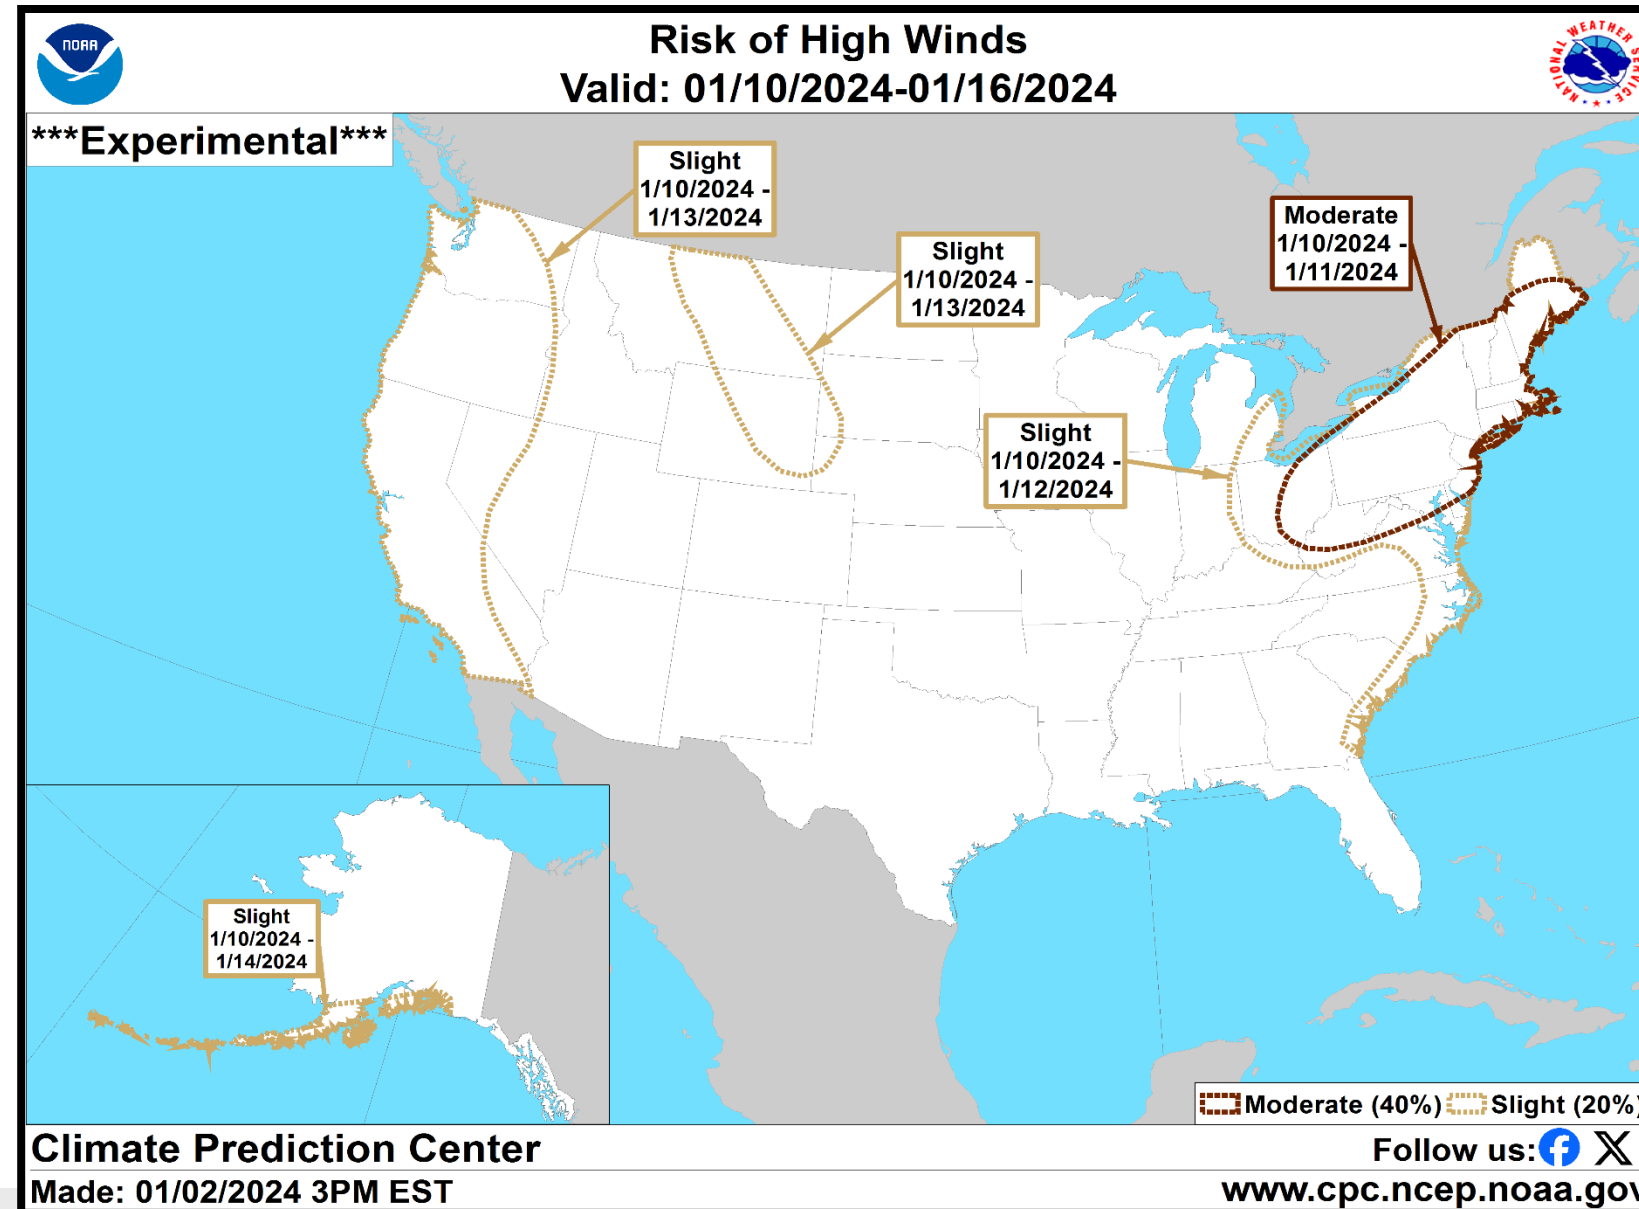 NOAA
Risk of High Winds
Valid: 01/10/2024-01/16/2024
NATIONAL WEATHER SERVICE
***Experimental***
Slight
1/10/2024 -
1/13/2024
Slight
1/10/2024 -
1/13/2024
Moderate
1/10/2024 -
1/11/2024
Slight
1/10/2024 -
1/12/2024
Slight
1/10/2024 -
1/14/2024
Moderate (40%) Slight (20%)
Climate Prediction Center
Follow us:
Made: 01/02/2024 3PM EST
www.cpc.ncep.noaa.gov